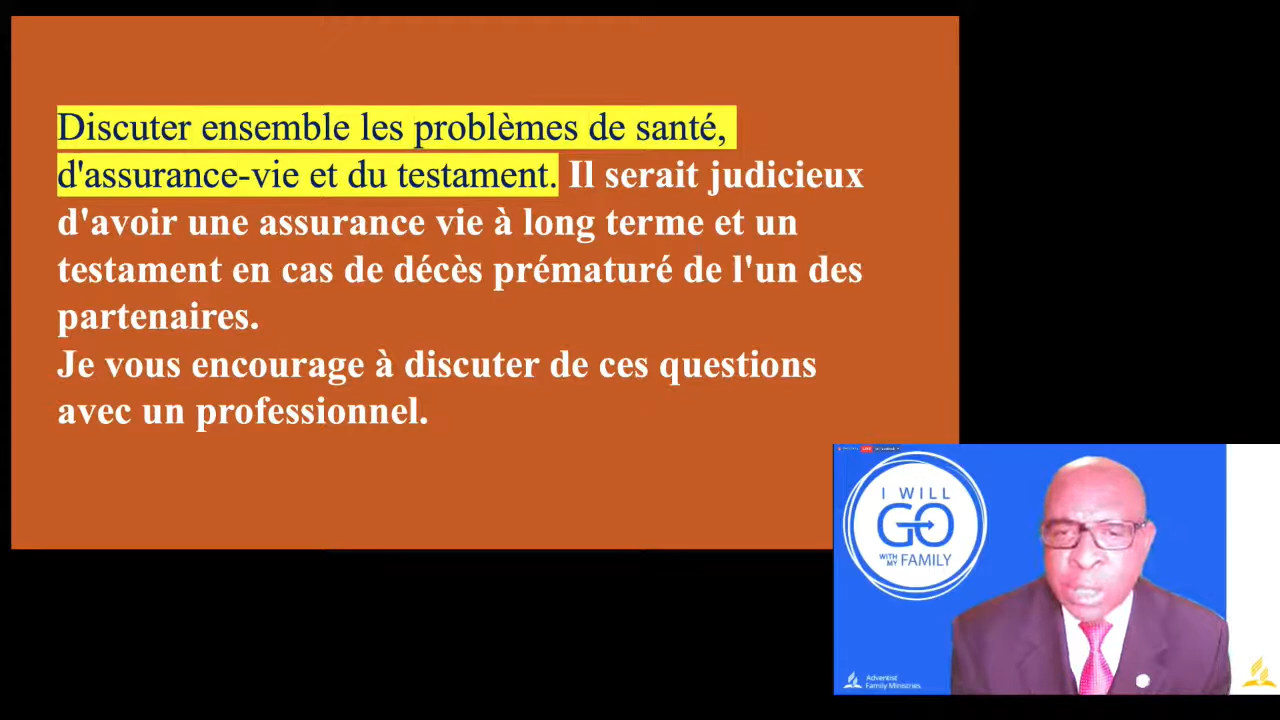 Discuter ensemble les problèmes de santé,
d'assurance-vie et du testament. Il serait judicieux
d'avoir une assurance vie à long terme et un
testament en cas de décès prématuré de l'un des
partenaires.
Je vous encourage à discuter de ces questions
avec un professionnel.
I WILL
GO
WITH MY FAMILY
Adventist
Family Ministries